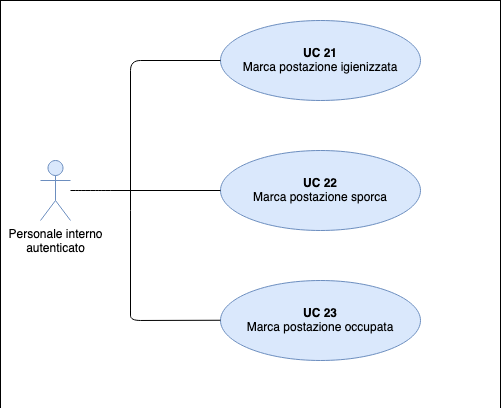 UC 21
Marca postazione igienizzata
UC 22
Marca postazione sporca
Personale interno
autenticato
UC 23
Marca postazione occupata